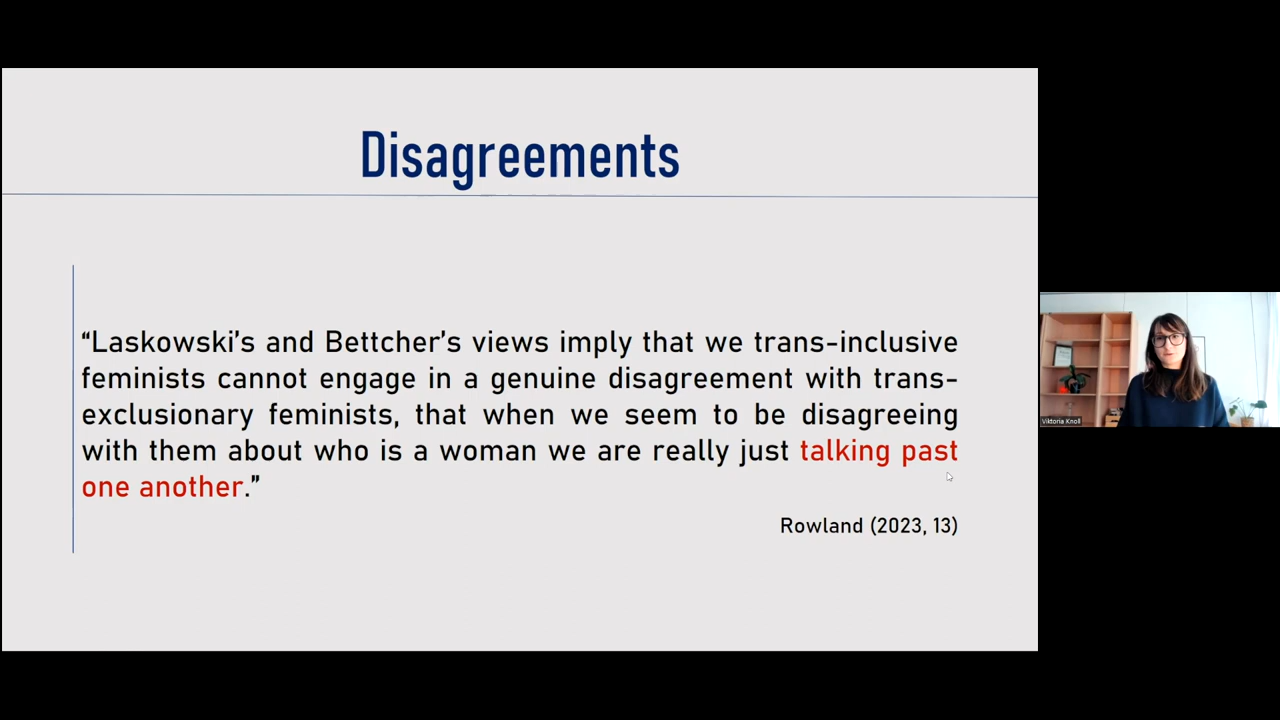 Disagreements
“Laskowski’s and Bettcher’s views imply that we trans-inclusive
feminists cannot engage in a genuine disagreement with trans-
exclusionary feminists, that when we seem to be disagreeing
with them about who is a woman we are really just talking past
one another.”
Rowland (2023, 13)
Viktoria Knoll